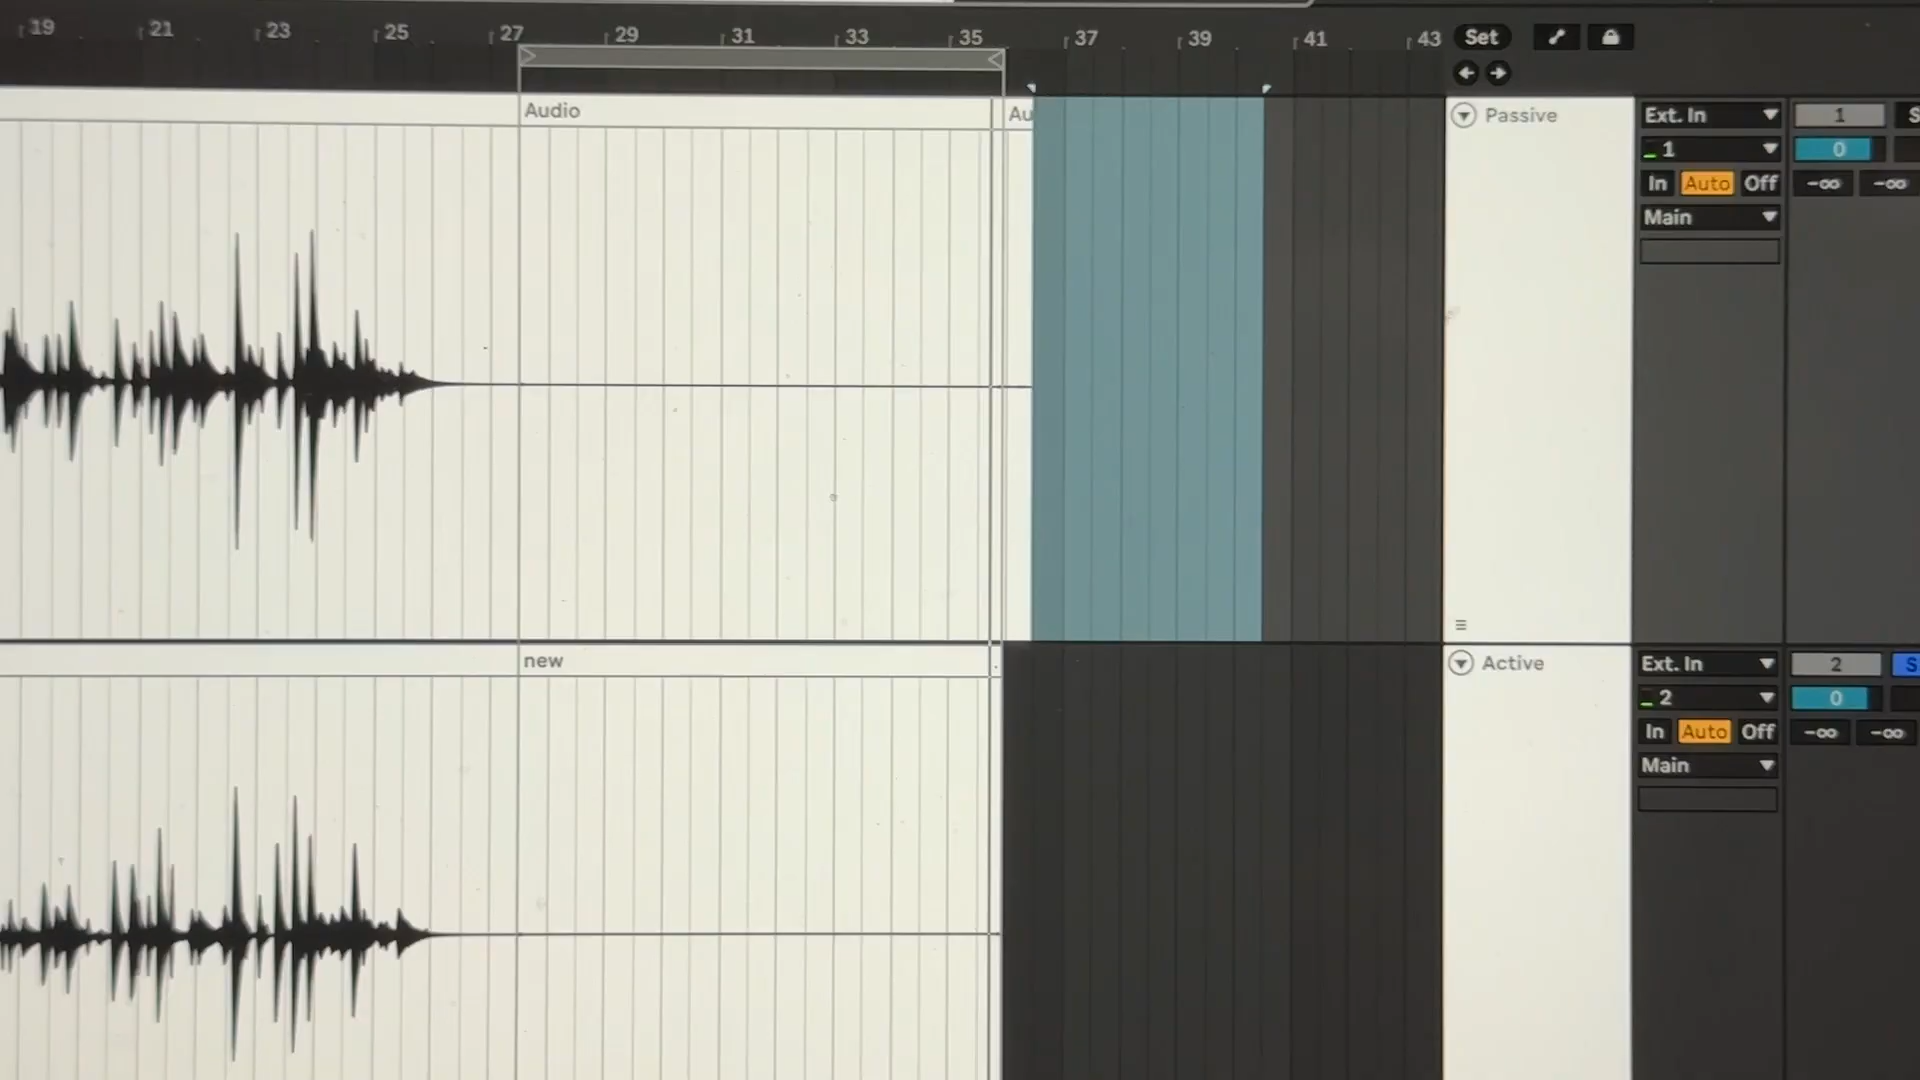 19 21 23 25 27 29 31 33 35 37 39 41 43 Set
Audio Au Passive Ext. In 1 S
1 0
In Auto Off -∞ -∞
Main
new Active Ext. In 2 S
2 0
In Auto Off -∞ -∞
Main